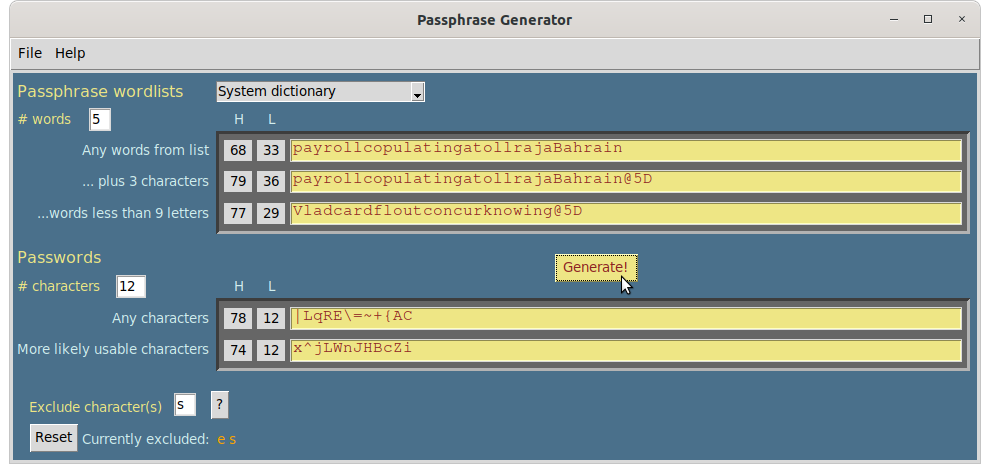 Passphrase Generator
File Help
Passphrase wordlists System dictionary
# words 5 H L
Any words from list 68 33 payrollcopulatingatollrajaBahrain
... plus 3 characters 79 36 payrollcopulatingatollrajaBahrain@5D
...words less than 9 letters 77 29 Vladcardfloutconcurknowing@5D
Passwords
Generate!
# characters 12 H L
Any characters 78 12 |LqRE\=~+{AC
More likely usable characters 74 12 x^jLWnJHBcZi
Exclude character(s) s ?
Reset Currently excluded: e s